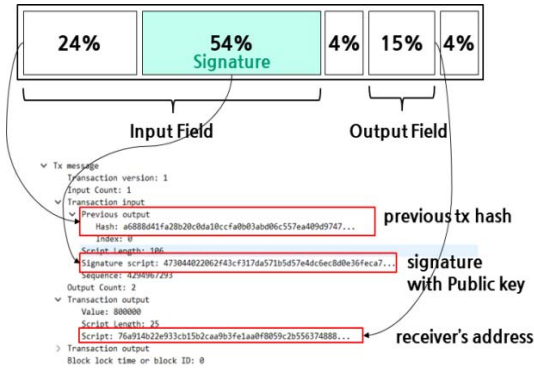 24%
54%
Signature
4%
15%
4%
Input Field
Output Field
Tx message
Transaction version: 1
Input Count: 1
Transaction input
Previous output
Hash: a6888d41fa28b20c0da10ccfa0b03abd06c557ea409d9747...
Index: 0
previous tx hash
Script Length: 106
Signature script: 473044022062f43cf317da571b5d57e4dc6ec8d0e36feca7...
signature
with Public key
Sequence: 4294967293
Output Count: 2
Transaction output
Value: 800000
Script Length: 25
Script: 76a914b22e933cb15b2caa9b3fe1aa0f8059c2b556374888...
receiver's address
Transaction output
Block lock time or block ID: 0